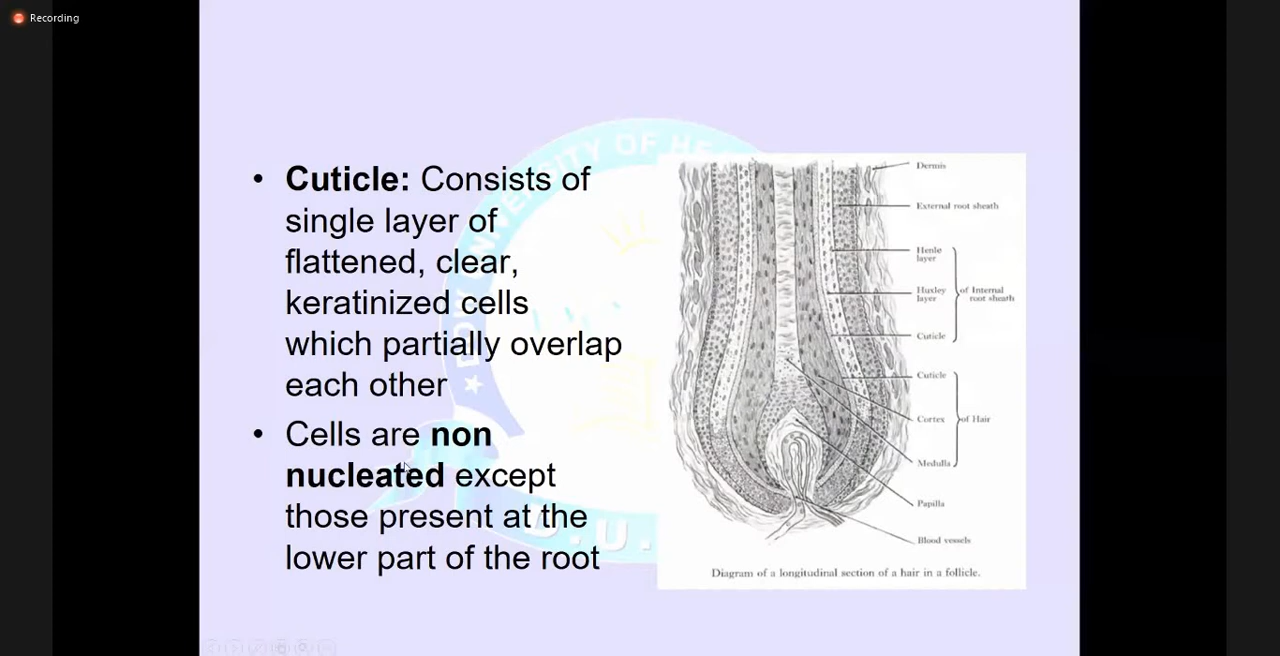 Recording
• Cuticle: Consists of
single layer of
flattened, clear,
keratinized cells
which partially overlap
each other
• Cells are non
nucleated except
those present at the
lower part of the root
Dermis
External root sheath
Henle
layer
Huxley
layer
of Internal
root sheath
Cuticle
Cuticle
Cortex
of Hair
Medulla
Papilla
Blood vessels
Diagram of a longitudinal section of a hair in a follicle.
DOW UNIVERSITY OF
D.U.